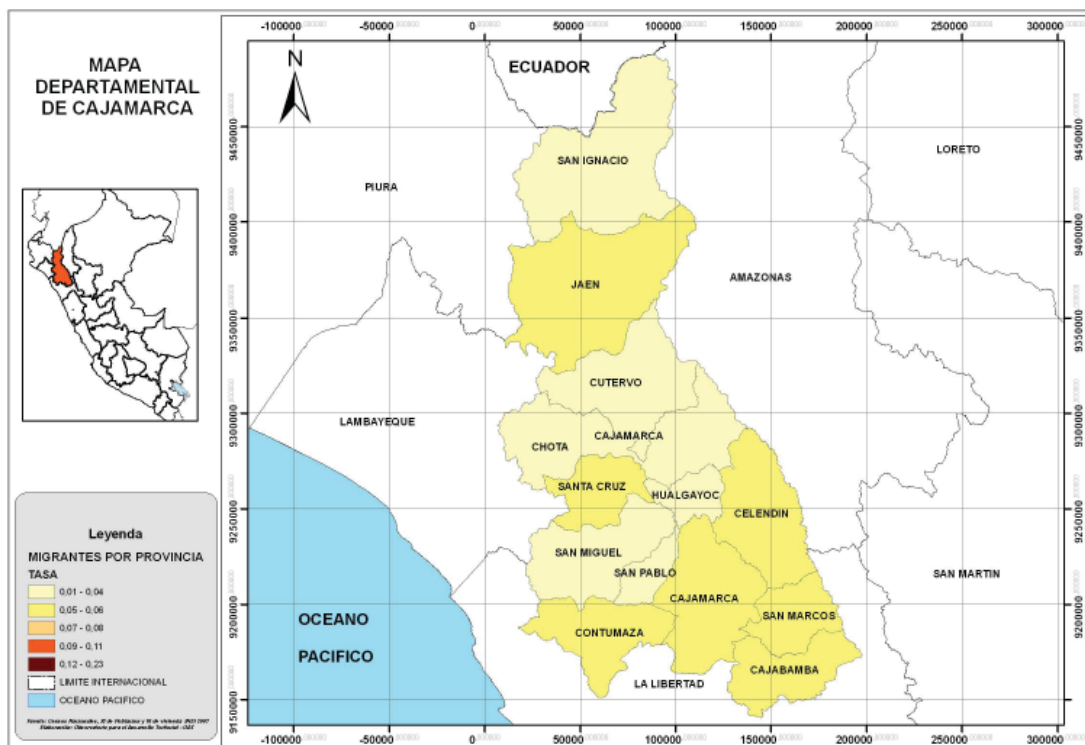 MAPA
DEPARTAMENTAL
DE CAJAMARCA
-100000
-50000
0
50000
100000
150000
200000
250000
300000
N
ECUADOR
LORETO
SAN IGNACIO
PIURA
AMAZONAS
JAEN
CUTERVO
LAMBAYEQUE
CHOTA
CAJAMARCA
SANTA CRUZ
HUALGAYOC
CELENDIN
SAN MIGUEL
SAN PABLO
SAN MARTIN
CAJAMARCA
SAN MARCOS
OCEANO
PACIFICO
CONTUMAZA
CAJABAMBA
LA LIBERTAD
9450000
9400000
9350000
9300000
9250000
9200000
9150000
9450000
9400000
9350000
9300000
9250000
9200000
9150000
Leyenda
MIGRANTES POR PROVINCIA
TASA
0,01 - 0,04
0,05 - 0,06
0,07 - 0,08
0,09 - 0,11
0,12 - 0,23
LIMITE INTERNACIONAL
OCEANO PACIFICO
-100000
-50000
0
50000
100000
150000
200000
250000
300000